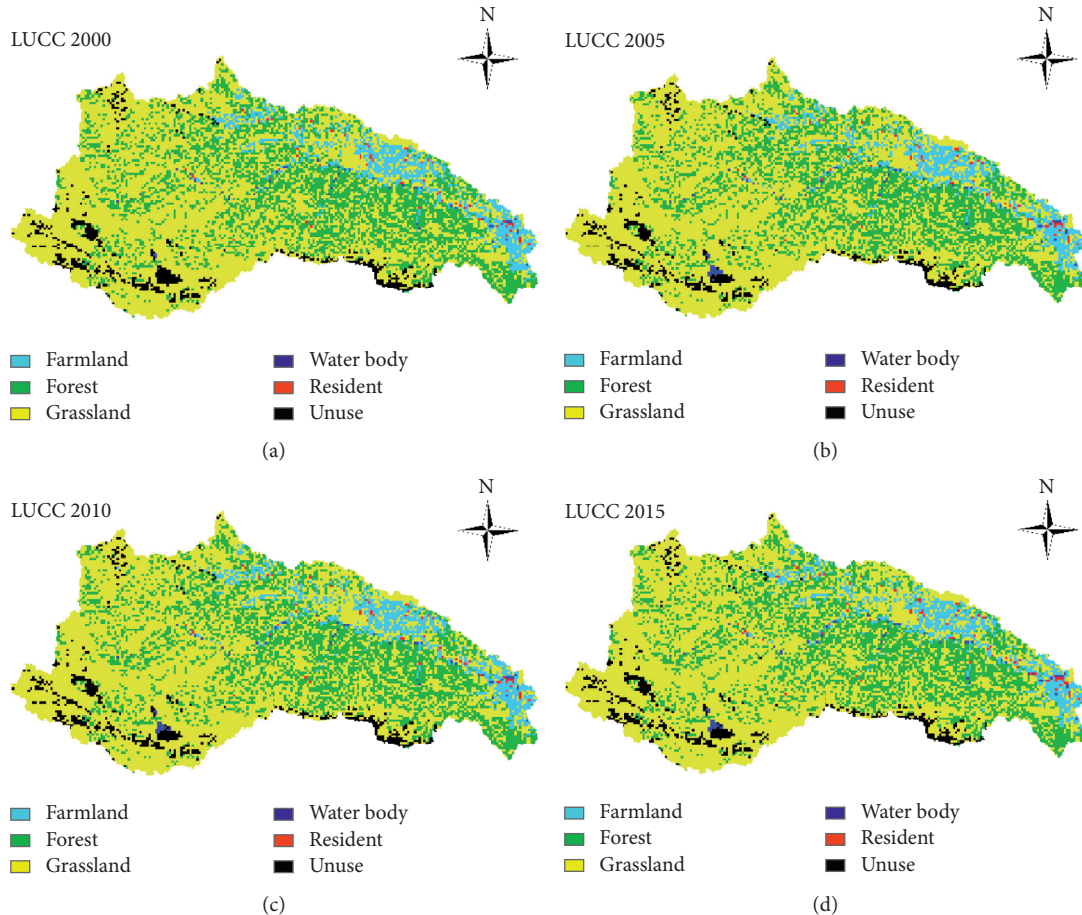 LUCC 2000
N
Farmland
Forest
Grassland
Water body
Resident
Unuse
(a)
LUCC 2005
N
Farmland
Forest
Grassland
Water body
Resident
Unuse
(b)
LUCC 2010
N
Farmland
Forest
Grassland
Water body
Resident
Unuse
(c)
LUCC 2015
N
Farmland
Forest
Grassland
Water body
Resident
Unuse
(d)